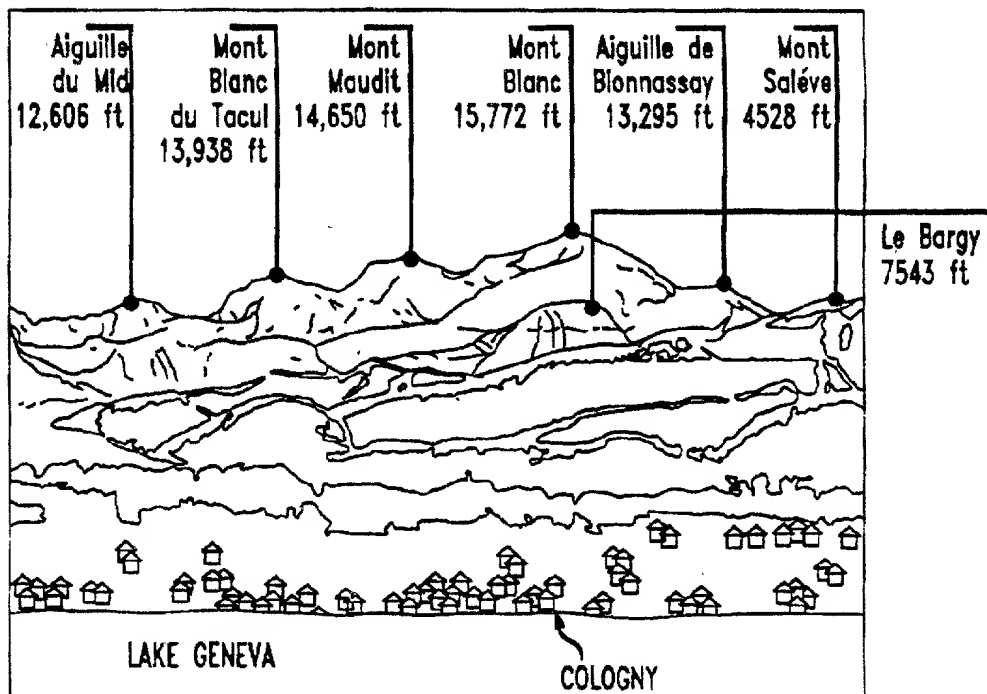 Aiguille
du Mid
12,606 ft
Mont
Blanc
du Tacul
13,938 ft
Mont
Maudit
14,650 ft
Mont
Blanc
15,772 ft
Aiguille de
Bionnassay
13,295 ft
Mont
Saléve
4528 ft
Le Bargy
7543 ft
LAKE GENEVA
COLOGNY